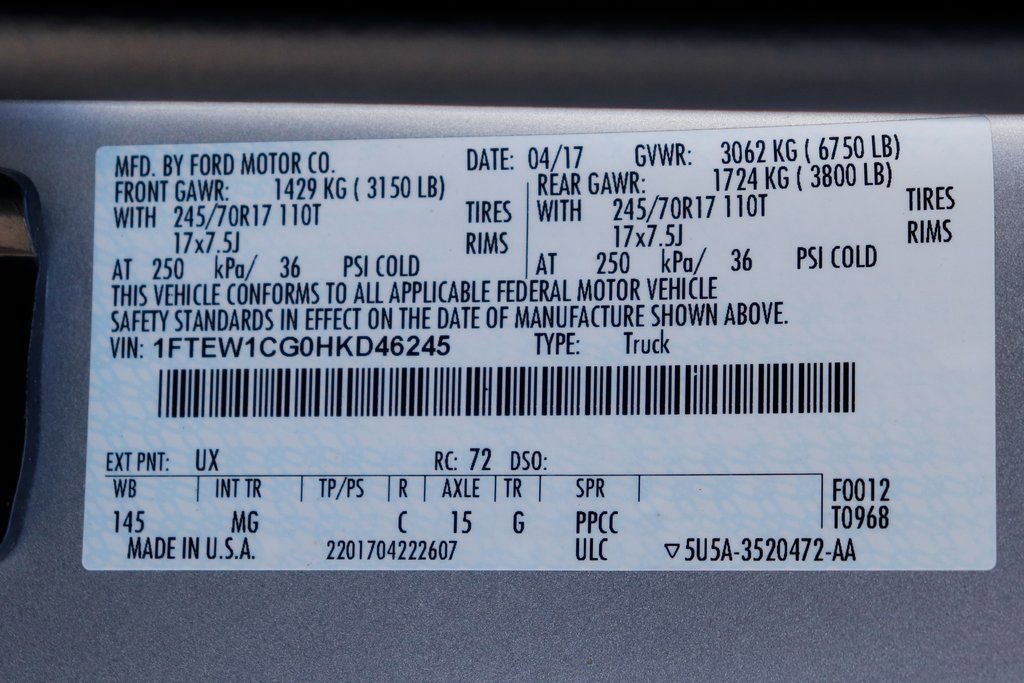 MFD. BY FORD MOTOR CO. DATE: 04/17 GVWR: 3062 KG ( 6750 LB)
FRONT GAWR: 1429 KG ( 3150 LB) REAR GAWR: 1724 KG ( 3800 LB)
WITH 245/70R17 110T TIRES WITH 245/70R17 110T TIRES
17x7.5J RIMS 17x7.5J RIMS
AT 250 kPa/ 36 PSI COLD AT 250 kPa/ 36 PSI COLD
THIS VEHICLE CONFORMS TO ALL APPLICABLE FEDERAL MOTOR VEHICLE
SAFETY STANDARDS IN EFFECT ON THE DATE OF MANUFACTURE SHOWN ABOVE.
VIN: 1FTEW1CG0HKD46245 TYPE: Truck
EXT PNT: UX RC: 72 DSO:
WB INT TR TP/PS R AXLE TR SPR F0012
145 MG C 15 G PPCC T0968
MADE IN U.S.A. 2201704222607 ULC ▽5U5A-3520472-AA